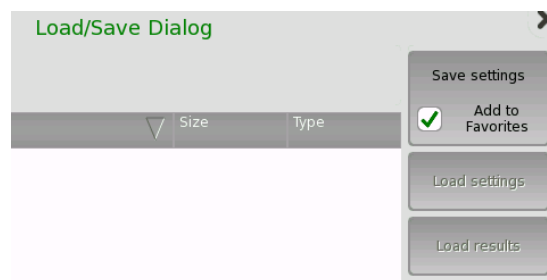 Load/Save Dialog
Save settings
Add to
Favorites
Size
Type
Load settings
Load results